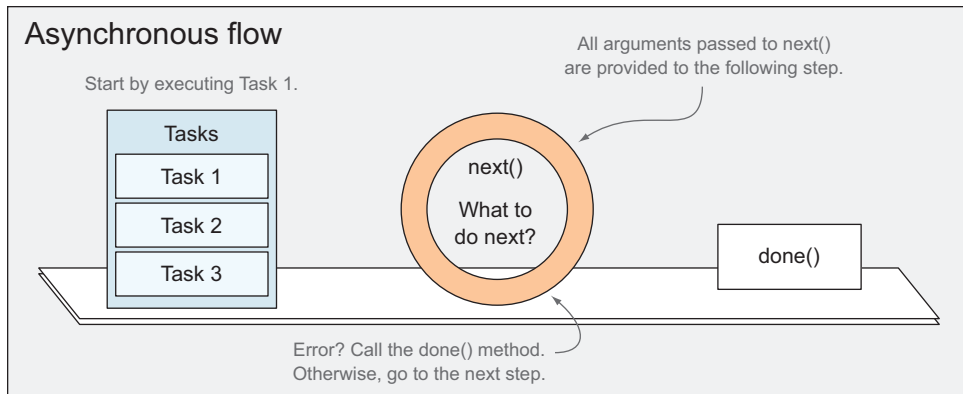 Asynchronous flow
All arguments passed to next()
are provided to the following step.
Start by executing Task 1.
Tasks
Task 1
Task 2
Task 3
next()
What to
do next?
done()
Error? Call the done() method.
Otherwise, go to the next step.